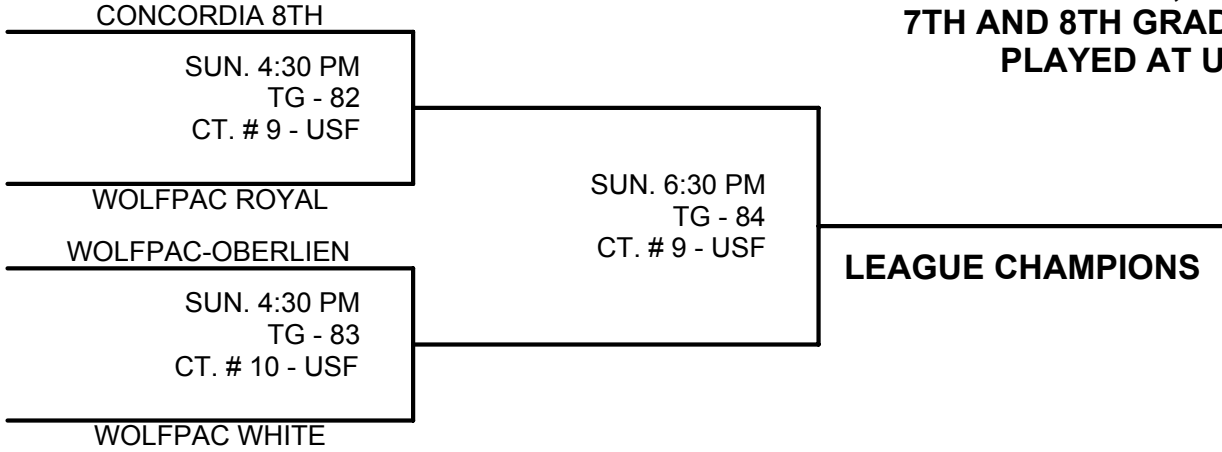 CONCORDIA 8TH
7TH AND 8TH GRAD
PLAYED AT U
SUN. 4:30 PM
TG - 82
CT. # 9 - USF
WOLFPAC ROYAL
SUN. 6:30 PM
TG - 84
CT. # 9 - USF
WOLFPAC-OBERLIEN
LEAGUE CHAMPIONS
SUN. 4:30 PM
TG - 83
CT. # 10 - USF
WOLFPAC WHITE